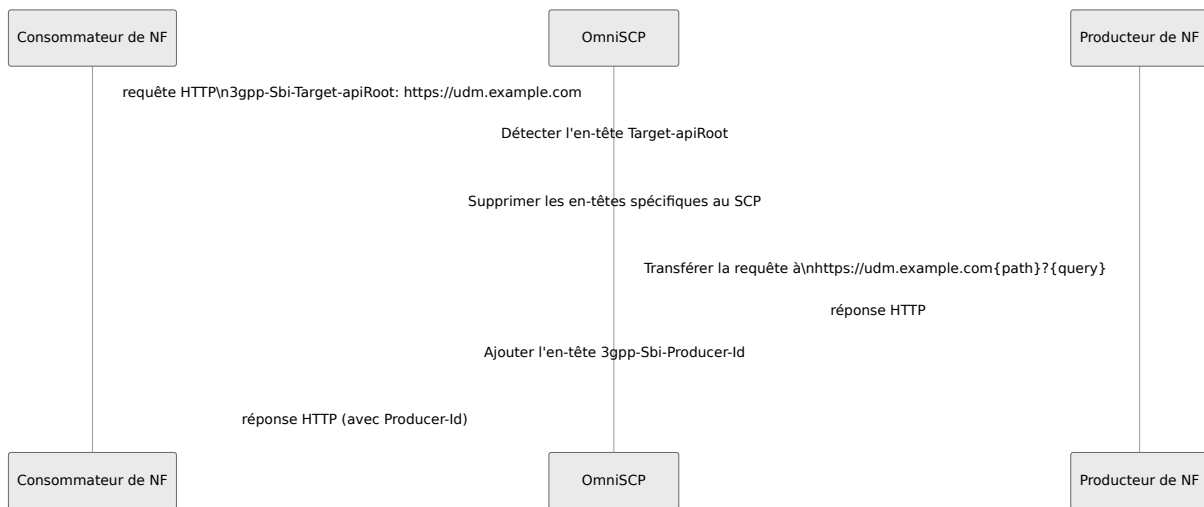 Consommateur de NF
OmniSCP
Producteur de NF
requête HTTP\n3gpp-Sbi-Target-apiRoot: https://udm.example.com
Détecter l'en-tête Target-apiRoot
Supprimer les en-têtes spécifiques au SCP
Transférer la requête à\nhttps://udm.example.com{path}?{query}
réponse HTTP
Ajouter l'en-tête 3gpp-Sbi-Producer-Id
réponse HTTP (avec Producer-Id)
Consommateur de NF
OmniSCP
Producteur de NF